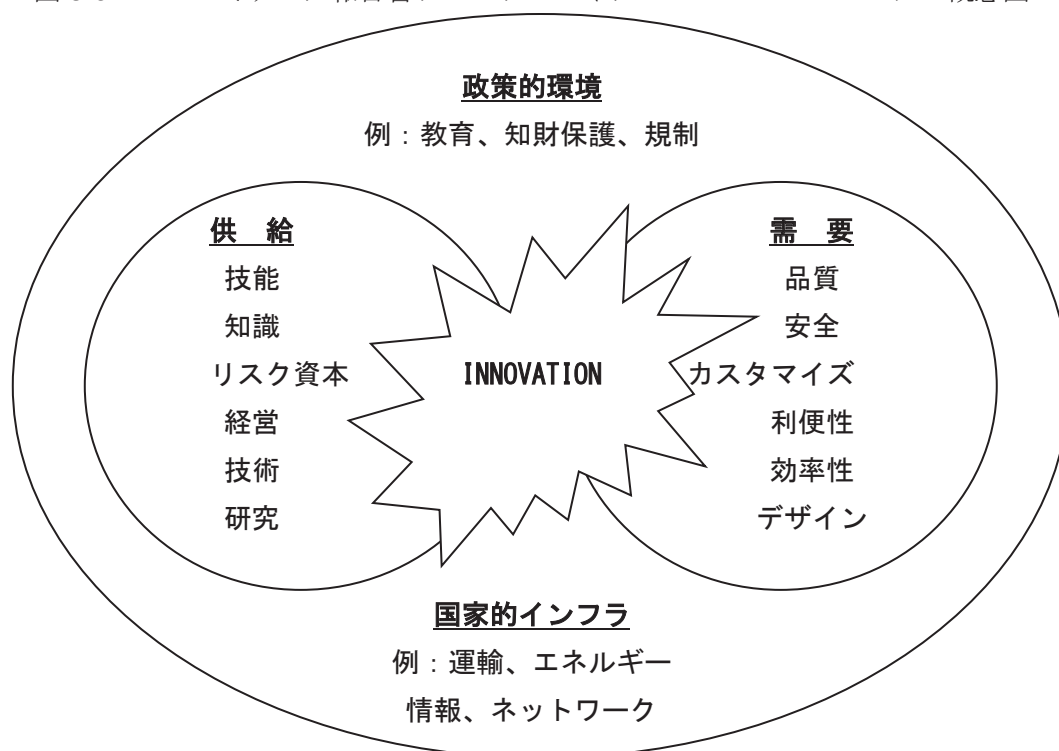 政策的環境
例：教育、知財保護、規制
供　給
技能
知識
リスク資本
経営
技術
研究
INNOVATION
需　要
品質
安全
カスタマイズ
利便性
効率性
デザイン
国家的インフラ
例：運輸、エネルギー
情報、ネットワーク